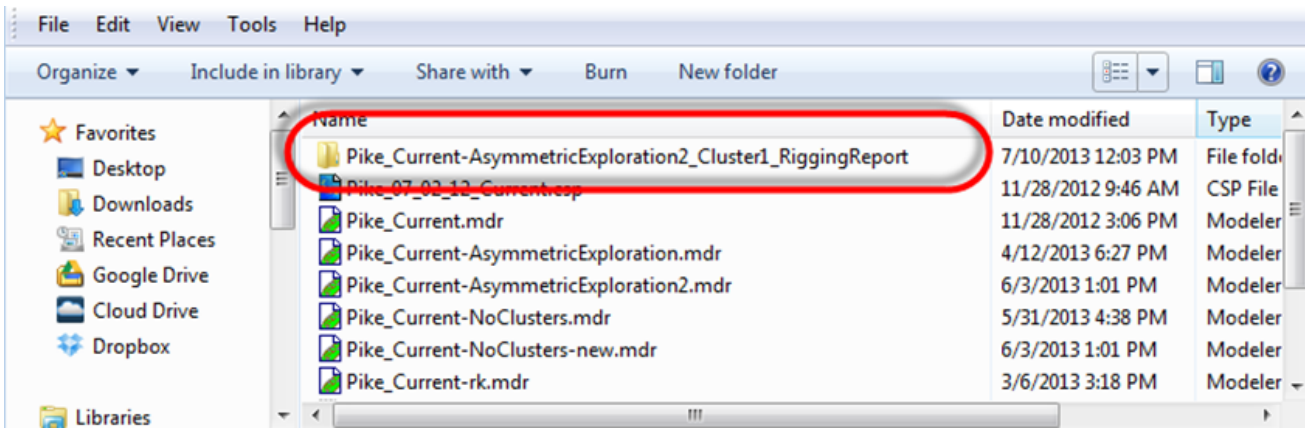 File Edit View Tools Help
Organize Include in library Share with Burn New folder
Favorites
Desktop
Downloads
Recent Places
Google Drive
Cloud Drive
Dropbox
Libraries
Name Date modified Type
Pike_Current-AsymmetricExploration2_Cluster1_RiggingReport 7/10/2013 12:03 PM File folde
Pike_07_02_12_Current.csp 11/28/2012 9:46 AM CSP File
Pike_Current.mdr 11/28/2012 3:06 PM Modeler
Pike_Current-AsymmetricExploration.mdr 4/12/2013 6:27 PM Modeler
Pike_Current-AsymmetricExploration2.mdr 6/3/2013 1:01 PM Modeler
Pike_Current-NoClusters.mdr 5/31/2013 4:38 PM Modeler
Pike_Current-NoClusters-new.mdr 6/3/2013 1:01 PM Modeler
Pike_Current-rk.mdr 3/6/2013 3:18 PM Modeler